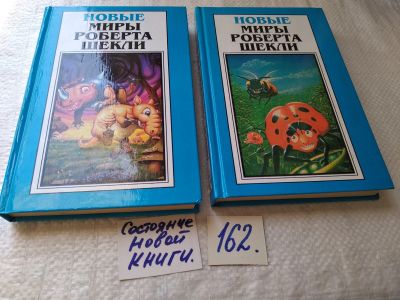 НОВЫЕ
МИРЫ
РОБЕРТА
ШЕКЛИ
НОВЫЕ
МИРЫ
РОБЕРТА
ШЕКЛИ
Состояние
новой
книги.
162.